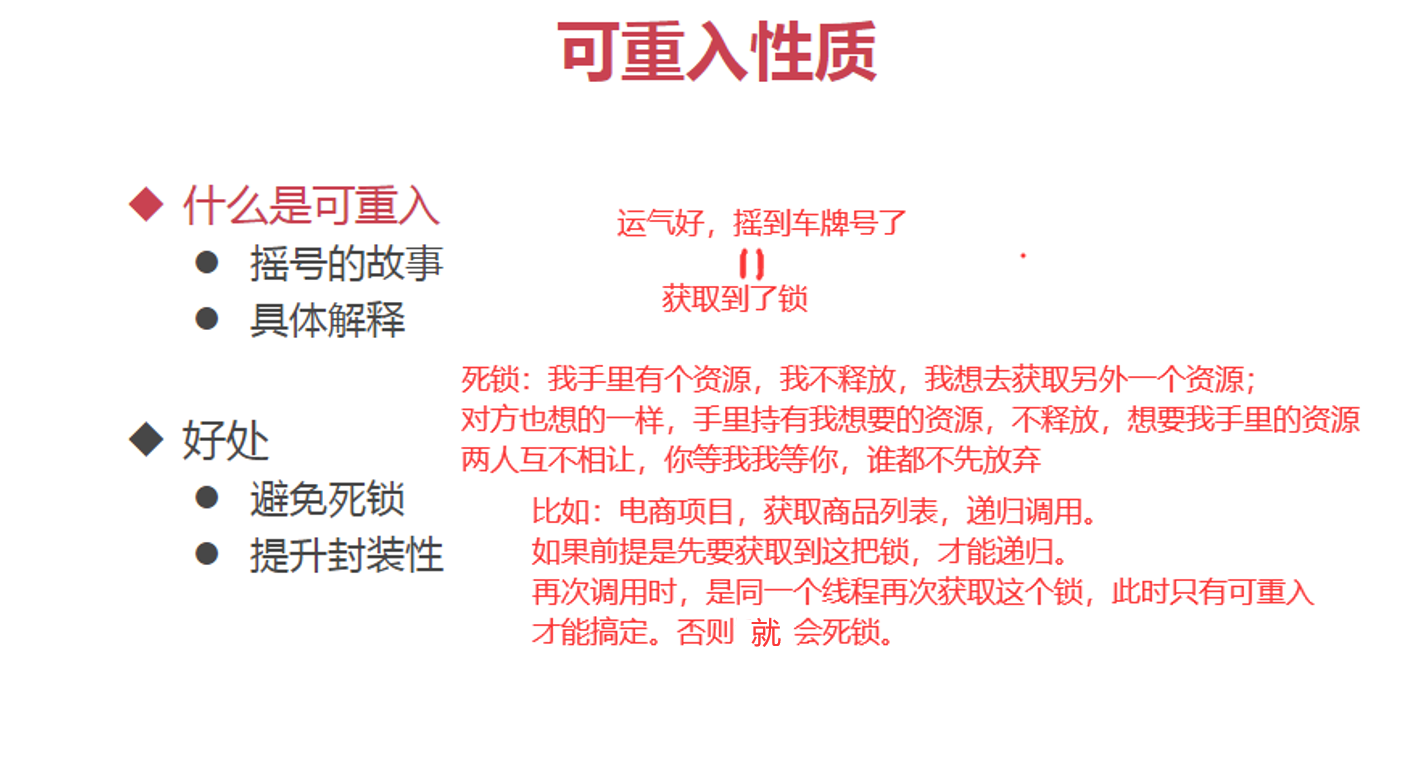 可重入性质
什么是可重入
摇号的故事
具体解释
运气好，摇到车牌号了
获取到了锁
死锁：我手里有个资源，我不释放，我想去获取另外一个资源；
对方也想的一样，手里持有我想要的资源，不释放，想要我手里的资源
两人互不相让，你等我我等你，谁都不先放弃
好处
避免死锁
提升封装性
比如：电商项目，获取商品列表，递归调用。
如果前提是先要获取到这把锁，才能递归。
再次调用时，是同一个线程再次获取这个锁，此时只有可重入
才能搞定。否则 就 会死锁。